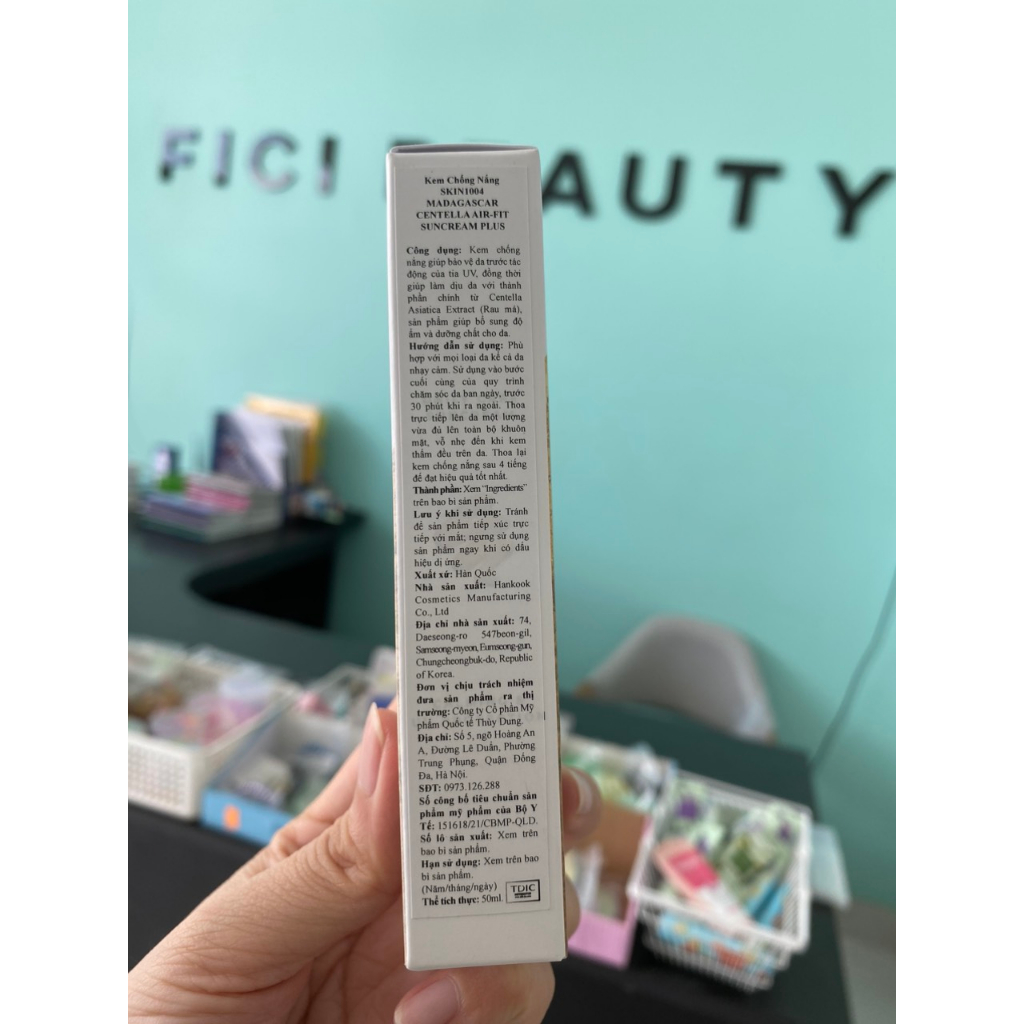 FICI BEAUTY
Kem Chống Nắng
SKIN1004
MADAGASCAR
CENTELLA AIR-FIT
SUNCREAM PLUS
Công dụng: Kem chống
nắng giúp bảo vệ da trước tác
động của tia UV, đồng thời
giúp làm dịu da với thành
phần chính từ Centella
Asiatica Extract (Rau má),
sản phẩm giúp bổ sung độ
ẩm và dưỡng chất cho da.
Hướng dẫn sử dụng: Phù
hợp với mọi loại da kể cả da
nhạy cảm. Sử dụng vào bước
cuối cùng của quy trình
chăm sóc da ban ngày, trước
30 phút khi ra ngoài. Thoa
trực tiếp lên da một lượng
vừa đủ lên toàn bộ khuôn
mặt, vỗ nhẹ đến khi kem
thấm đều trên da. Thoa lại
kem chống nắng sau 4 tiếng
để đạt hiệu quả tốt nhất.
Thành phần: Xem "Ingredients"
trên bao bì sản phẩm.
Lưu ý khi sử dụng: Tránh
để sản phẩm tiếp xúc trực
tiếp với mắt; ngưng sử dụng
sản phẩm ngay khi có dấu
hiệu dị ứng.
Xuất xứ: Hàn Quốc
Nhà sản xuất: Hankook
Cosmetics Manufacturing
Co., Ltd
Địa chỉ nhà sản xuất: 74,
Daeseong-ro 547beon-gil,
Samseong-myeon, Eumseong-gun,
Chungcheongbuk-do, Republic
of Korea.
Đơn vị chịu trách nhiệm
đưa sản phẩm ra thị
trường: Công ty Cổ phần Mỹ
phẩm Quốc tế Thùy Dung.
Địa chỉ: Số 5, ngõ Hoàng An
A, Đường Lê Duẩn, Phường
Trung Phụng, Quận Đống
Đa, Hà Nội.
SĐT: 0973.126.288
Số công bố tiêu chuẩn sản
phẩm mỹ phẩm của Bộ Y
Tế: 151618/21/CBMP-QLD.
Số lô sản xuất: Xem trên
bao bì sản phẩm.
Hạn sử dụng: Xem trên bao
bì sản phẩm.
(Năm/tháng/ngày)
Thể tích thực: 50ml
TDIC